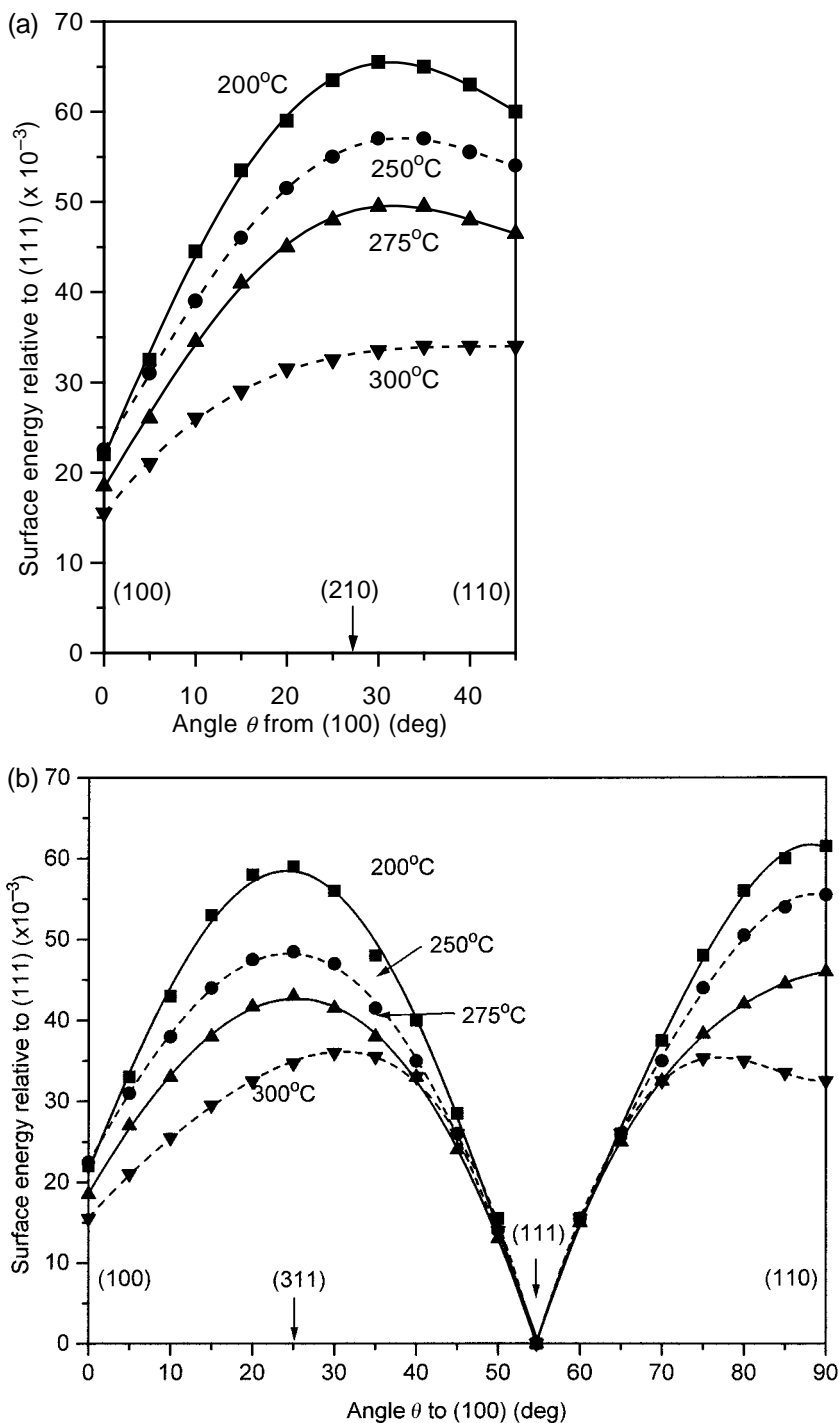 (a)
70
60
50
40
30
20
10
0
Surface energy relative to (111) (x 10⁻³)
200°C
250°C
275°C
300°C
(100)
(210)
(110)
0 10 20 30 40
Angle θ from (100) (deg)
(b)
70
60
50
40
30
20
10
0
Surface energy relative to (111) (x10⁻³)
200°C
250°C
275°C
300°C
(100)
(311)
(111)
(110)
0 10 20 30 40 50 60 70 80 90
Angle θ to (100) (deg)